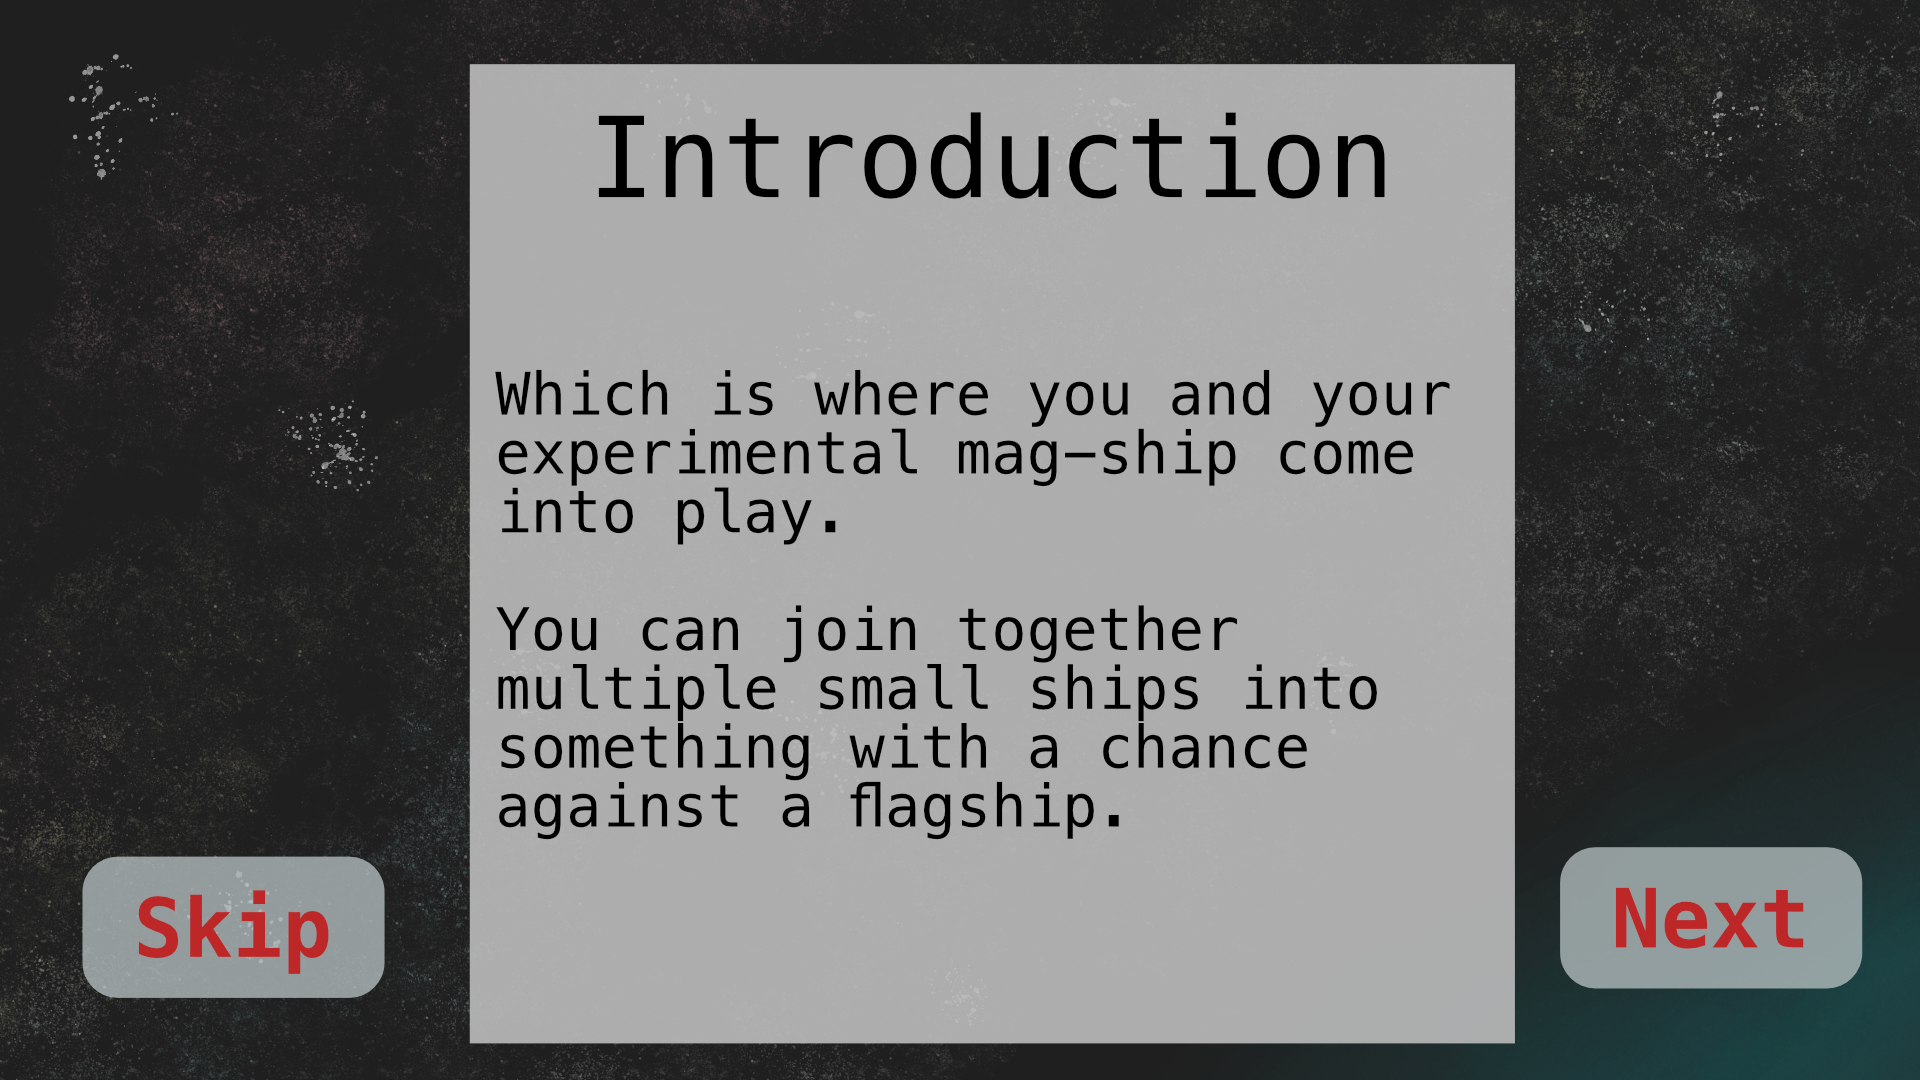 Introduction
Which is where you and your
experimental mag-ship come
into play.
You can join together
multiple small ships into
something with a chance
against a flagship.
Skip
Next